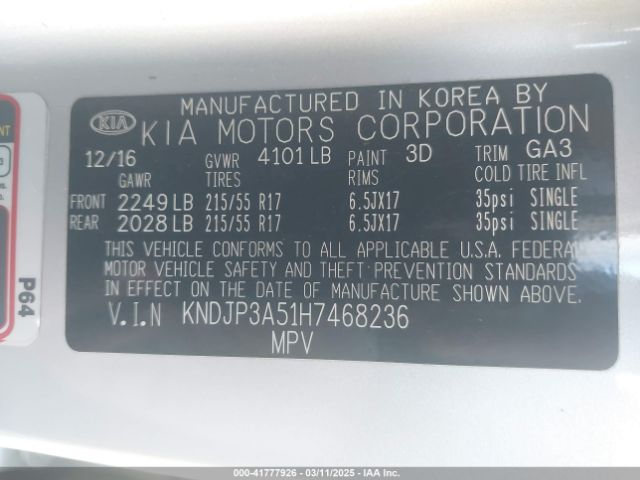 MANUFACTURED IN KOREA BY
KIA KIA MOTORS CORPORATION
12/16 GVWR 4101 LB PAINT 3D TRIM GA3
GAWR TIRES RIMS COLD TIRE INFL
FRONT 2249 LB 215/55 R17 6.5JX17 35psi SINGLE
REAR 2028 LB 215/55 R17 6.5JX17 35psi SINGLE
THIS VEHICLE CONFORMS TO ALL APPLICABLE U.S.A. FEDERAL
MOTOR VEHICLE SAFETY AND THEFT PREVENTION STANDARDS
IN EFFECT ON THE DATE OF MANUFACTURE SHOWN ABOVE.
V.I.N KNDJP3A51H7468236
MPV
P64
000-41777926 - 03/11/2025 - IAA Inc.